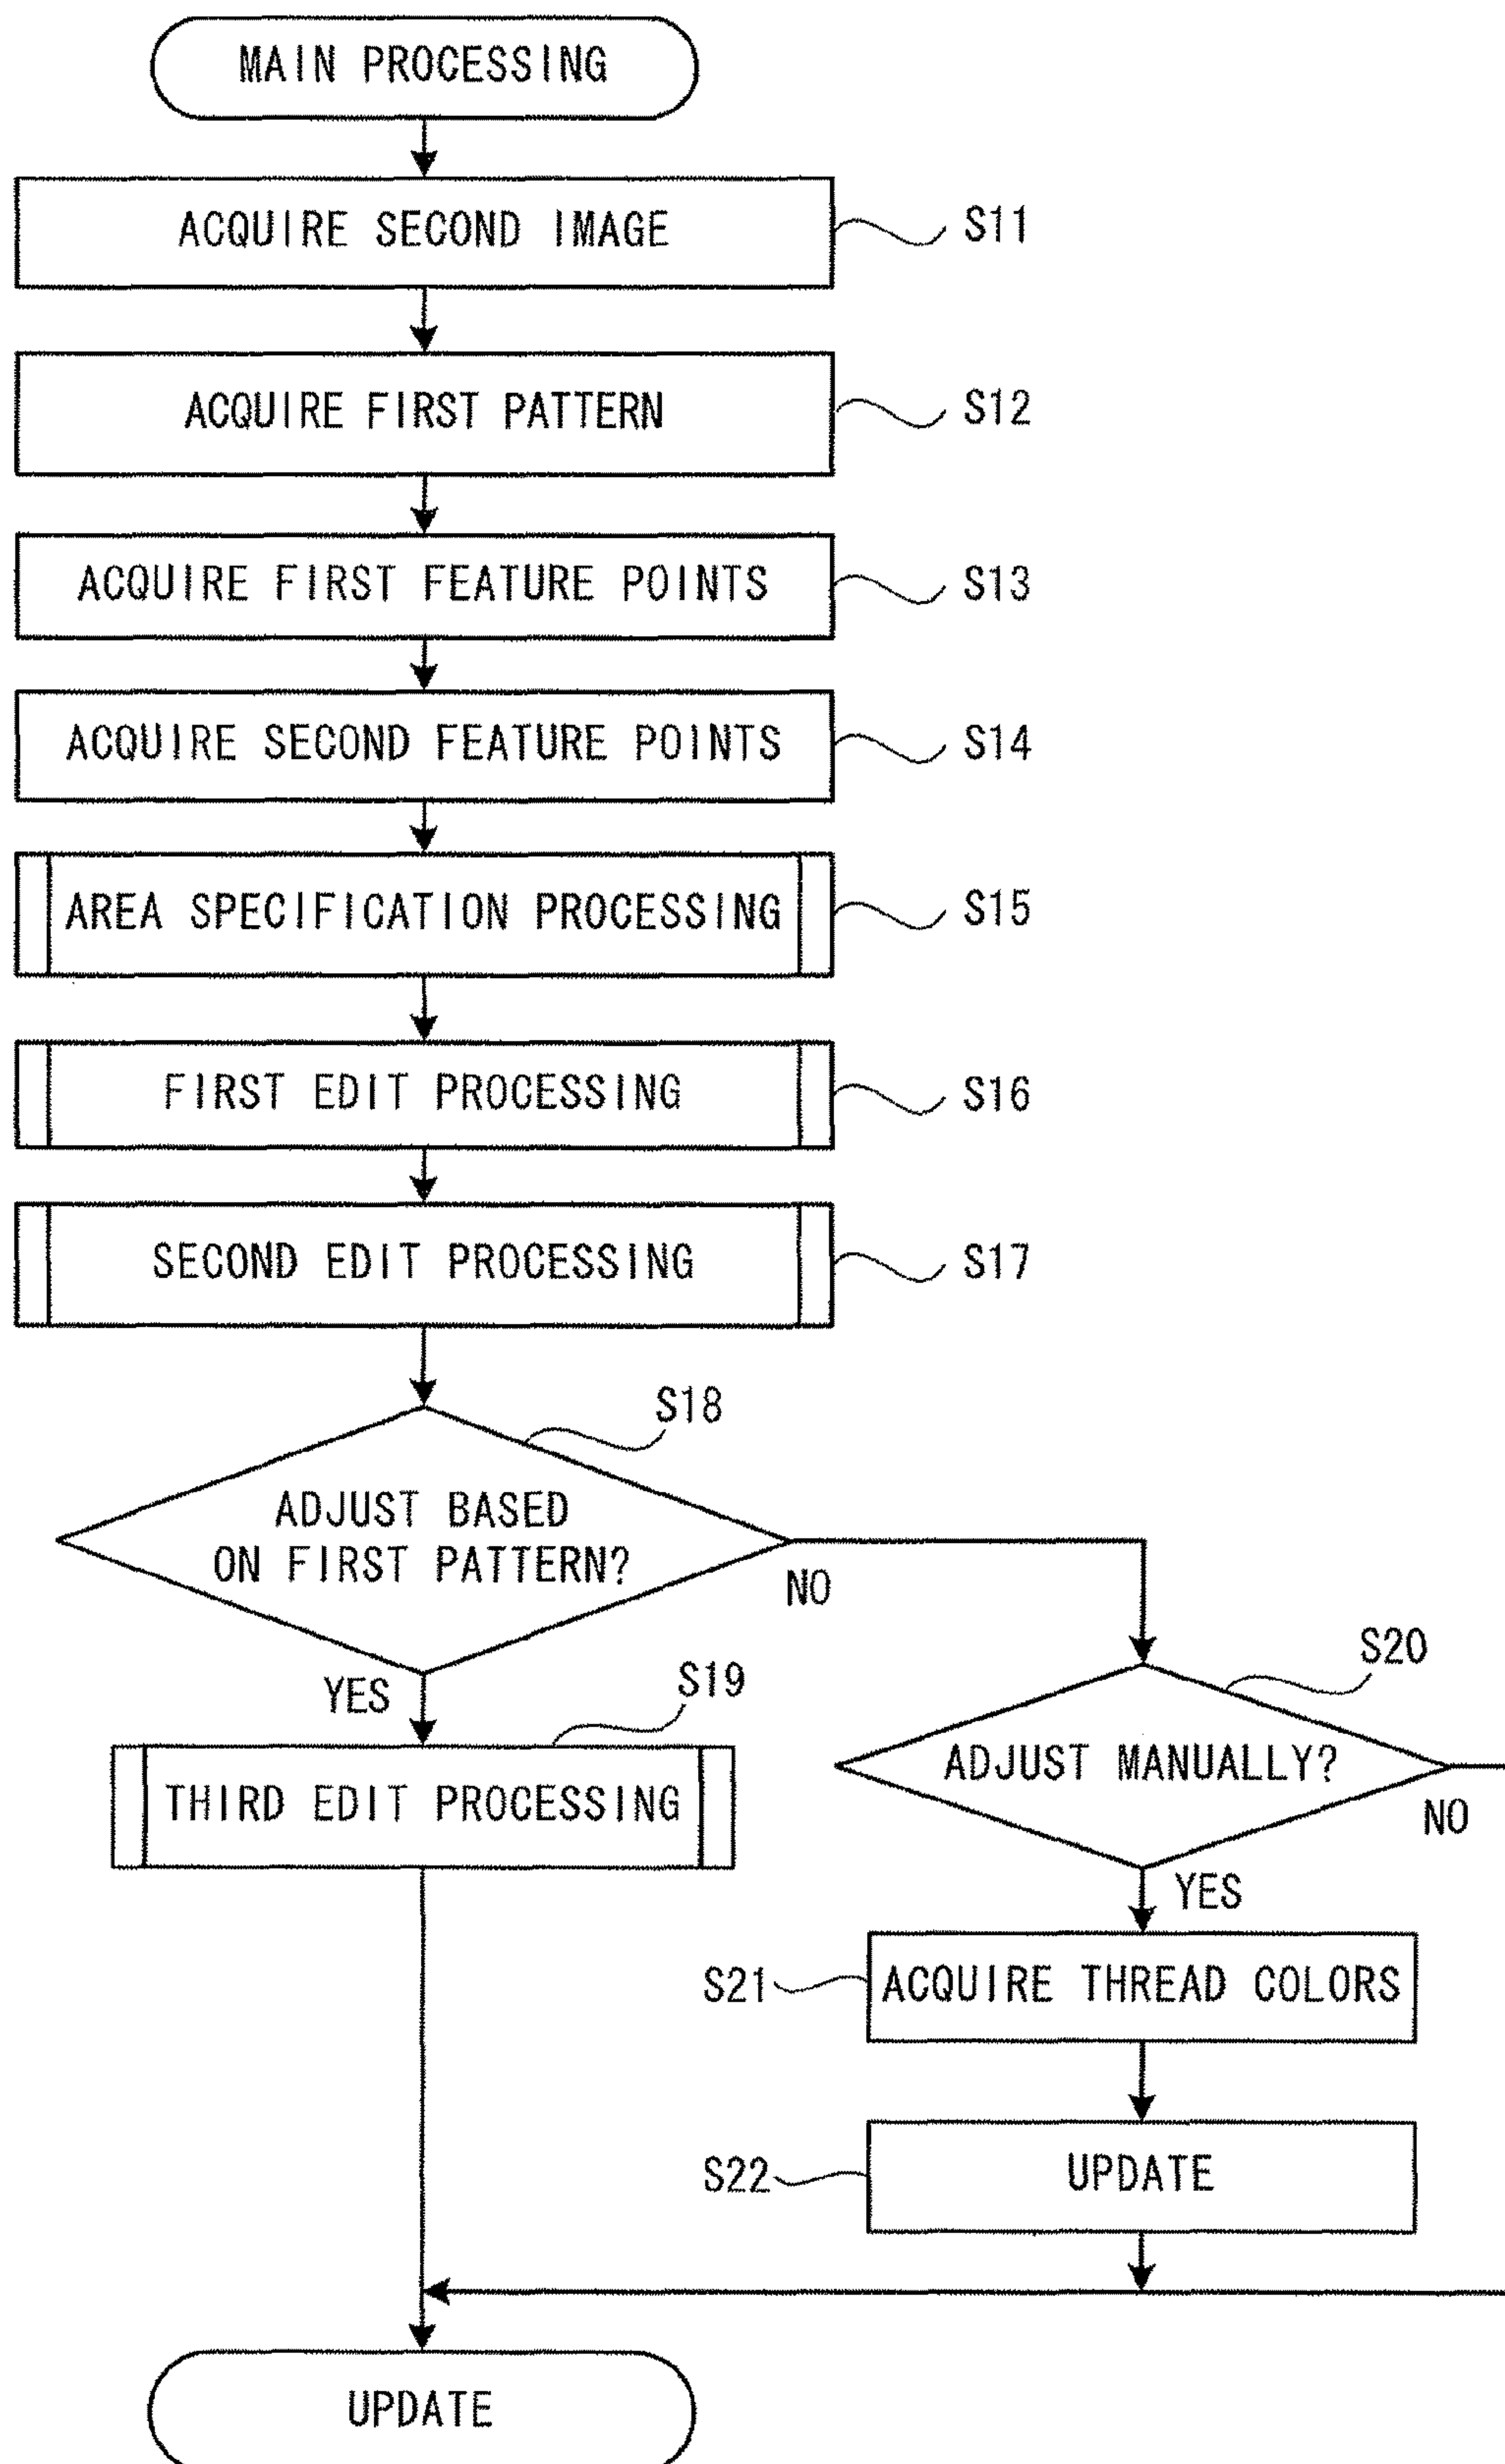 MAIN PROCESSING
ACQUIRE SECOND IMAGE
S11
ACQUIRE FIRST PATTERN
S12
ACQUIRE FIRST FEATURE POINTS
S13
ACQUIRE SECOND FEATURE POINTS
S14
AREA SPECIFICATION PROCESSING
S15
FIRST EDIT PROCESSING
S16
SECOND EDIT PROCESSING
S17
S18
ADJUST BASED
ON FIRST PATTERN?
NO
YES
S19
THIRD EDIT PROCESSING
S20
ADJUST MANUALLY?
NO
YES
S21
ACQUIRE THREAD COLORS
S22
UPDATE
UPDATE